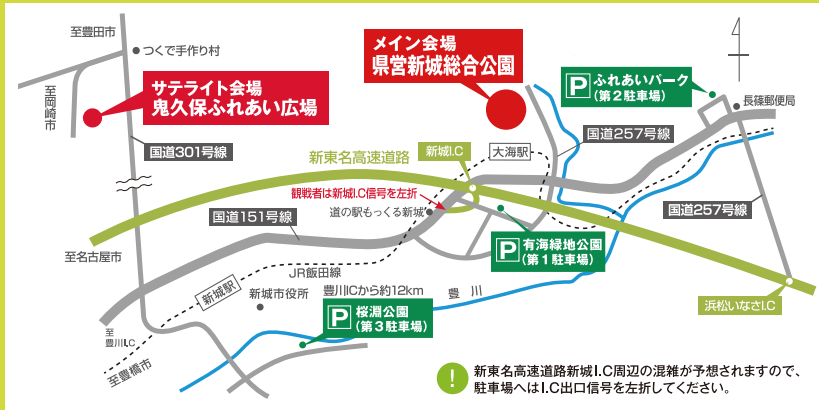 至豊田市
つくで手作り村
至岡崎市
サテライト会場
鬼久保ふれあい広場
国道301号線
メイン会場
県営新城総合公園
P ふれあいパーク
(第2駐車場)
長篠郵便局
国道257号線
大海駅
新城I.C
新東名高速道路
観戦者は新城I.C信号を左折
道の駅もっくる新城
国道151号線
国道257号線
P 有海緑地公園
(第1駐車場)
至名古屋市
JR飯田線
新城駅
新城市役所
豊川ICから約12km
豊川
P 桜淵公園
(第3駐車場)
浜松いなさI.C
至
豊川I.C
至豊橋市
! 新東名高速道路新城I.C周辺の混雑が予想されますので、
駐車場へはI.C出口信号を左折してください。